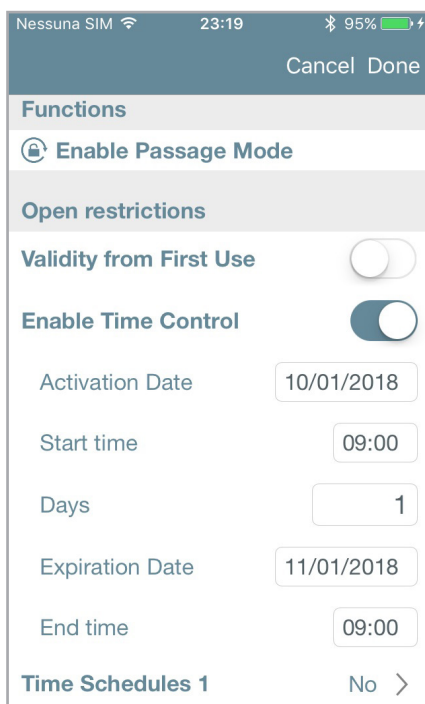 Nessuna SIM 23:19 95%
Cancel Done
Functions
Enable Passage Mode
Open restrictions
Validity from First Use
Enable Time Control
Activation Date 10/01/2018
Start time 09:00
Days 1
Expiration Date 11/01/2018
End time 09:00
Time Schedules 1 No